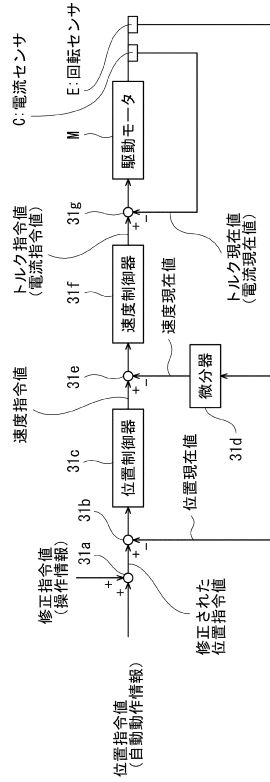 位置指令値
(自動動作情報)
修正指令値
(操作情報)
31a
+
+
修正された
位置指令値
31b
+
−
位置制御器
31c
位置現在値
速度指令値
31e
+
−
微分器
31d
速度現在値
速度制御器
31f
トルク指令値
(電流指令値)
31g
+
−
トルク現在値
(電流現在値)
駆動モータ
M
C:電流センサ
E:回転センサ